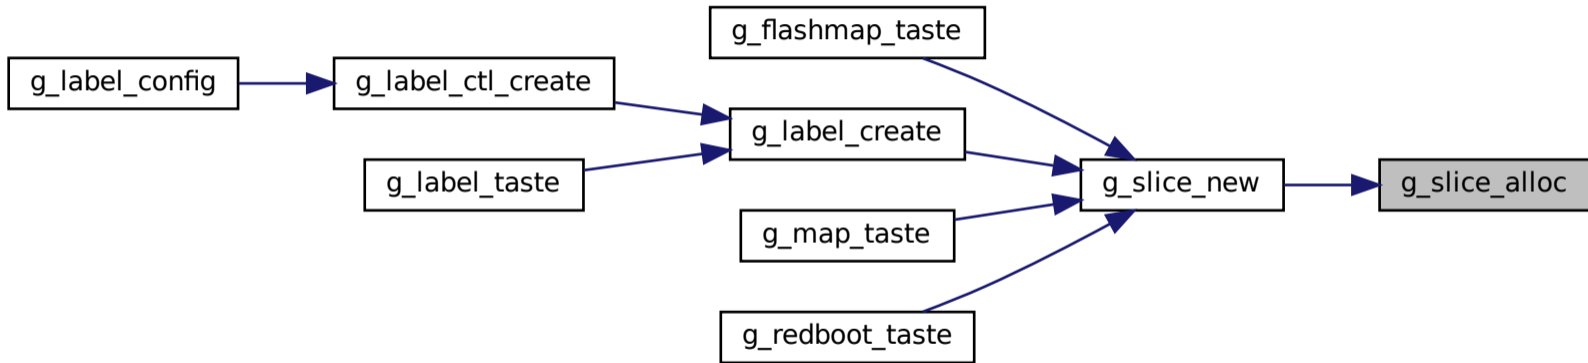 g_flashmap_taste
g_label_config
g_label_ctl_create
g_label_create
g_label_taste
g_slice_new
g_slice_alloc
g_map_taste
g_redboot_taste